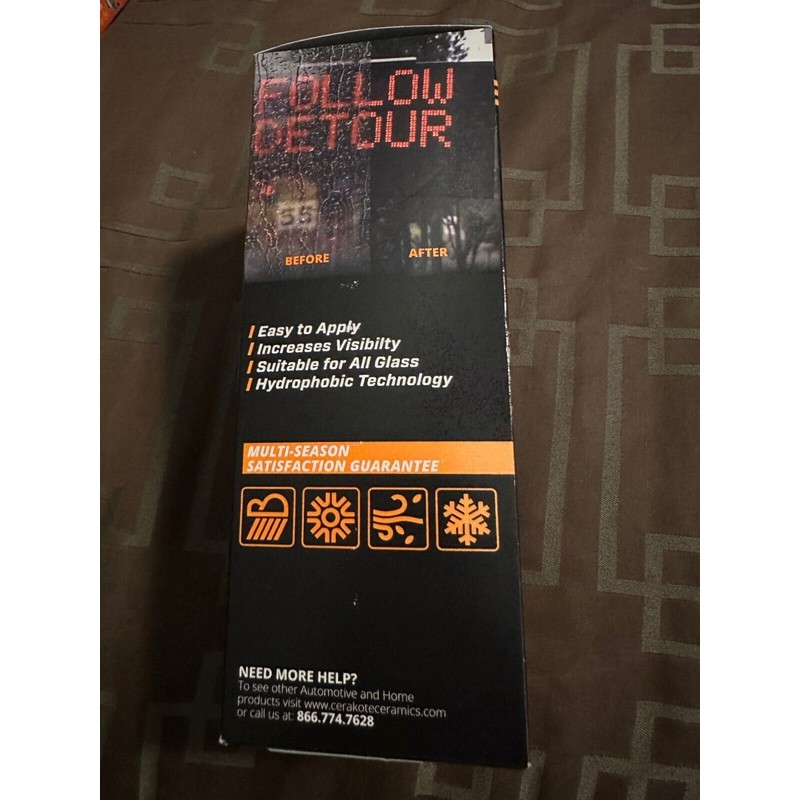 FOLLOW
DETOUR
55
BEFORE
AFTER
Easy to Apply
Increases Visibilty
Suitable for All Glass
Hydrophobic Technology
MULTI-SEASON
SATISFACTION GUARANTEE
NEED MORE HELP?
To see other Automotive and Home
products visit www.cerakoteceramics.com
or call us at: 866.774.7628